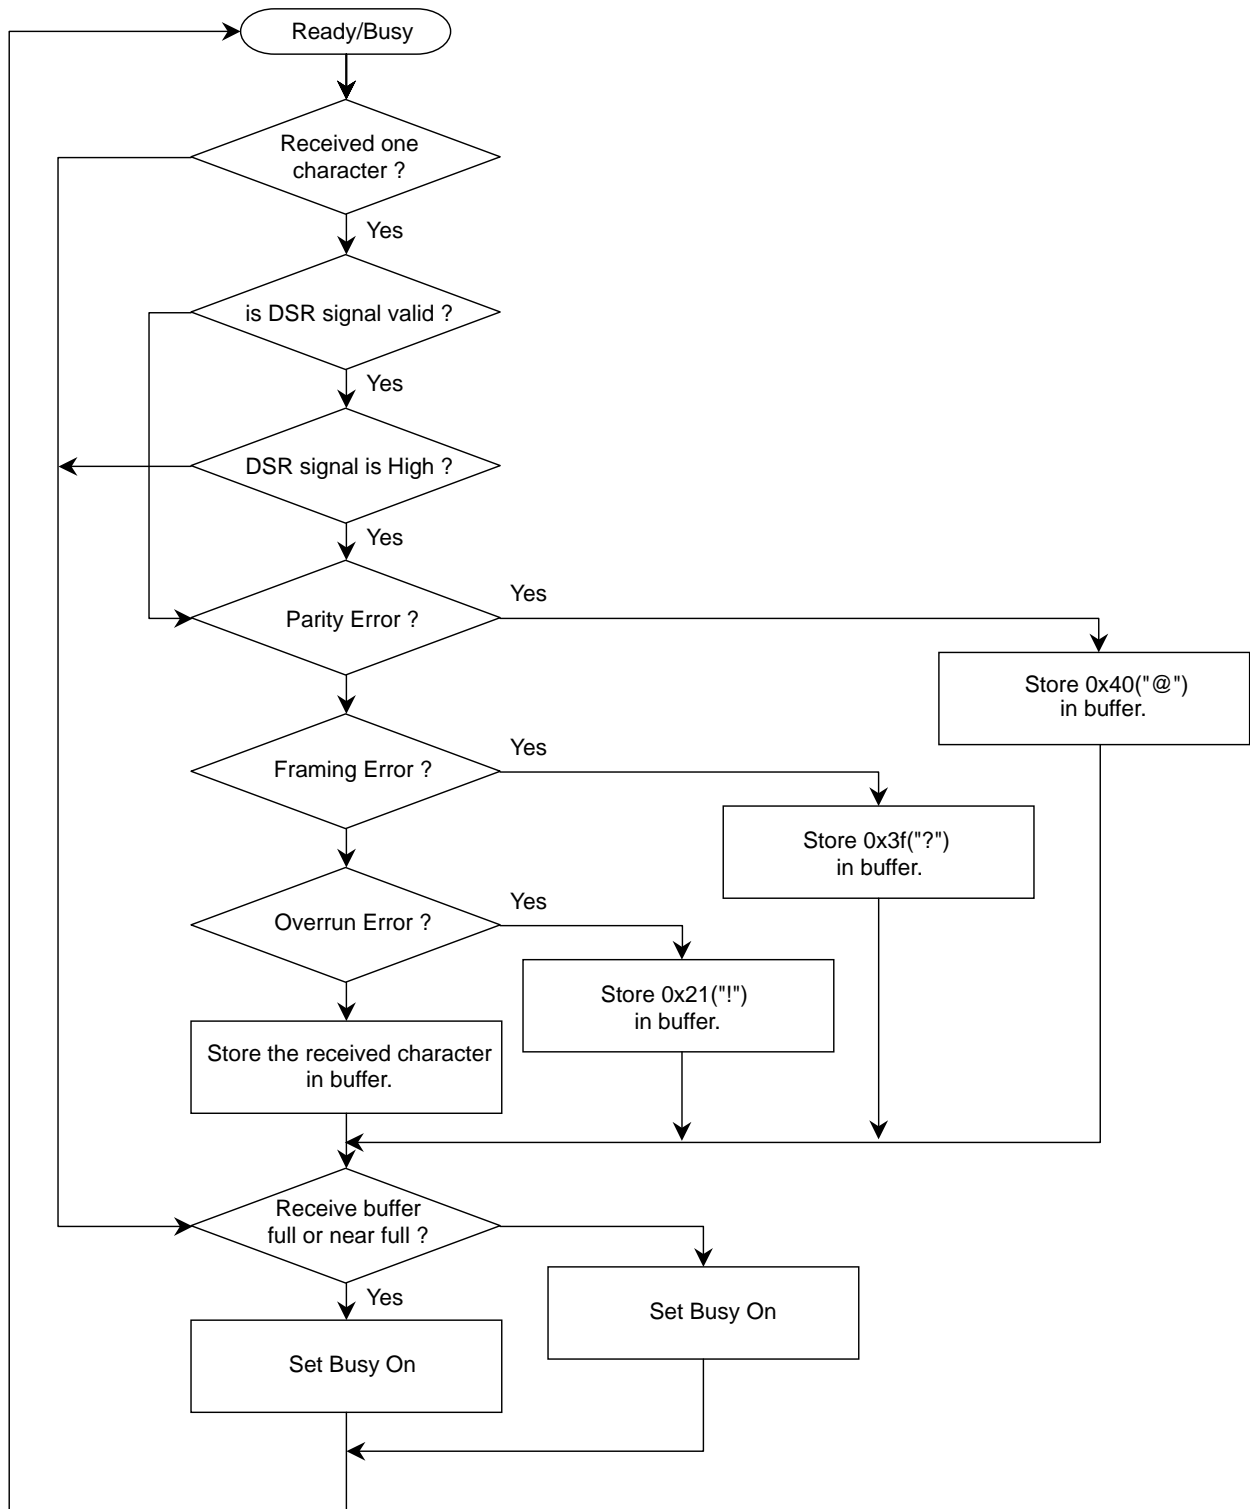 Ready/Busy
Received one
character ?
Yes
is DSR signal valid ?
Yes
DSR signal is High ?
Yes
Parity Error ?
Yes
Store 0x40("@")
in buffer.
Framing Error ?
Yes
Store 0x3f("?")
in buffer.
Overrun Error ?
Yes
Store 0x21("!")
in buffer.
Store the received character
in buffer.
Receive buffer
full or near full ?
Yes
Set Busy On
Set Busy On